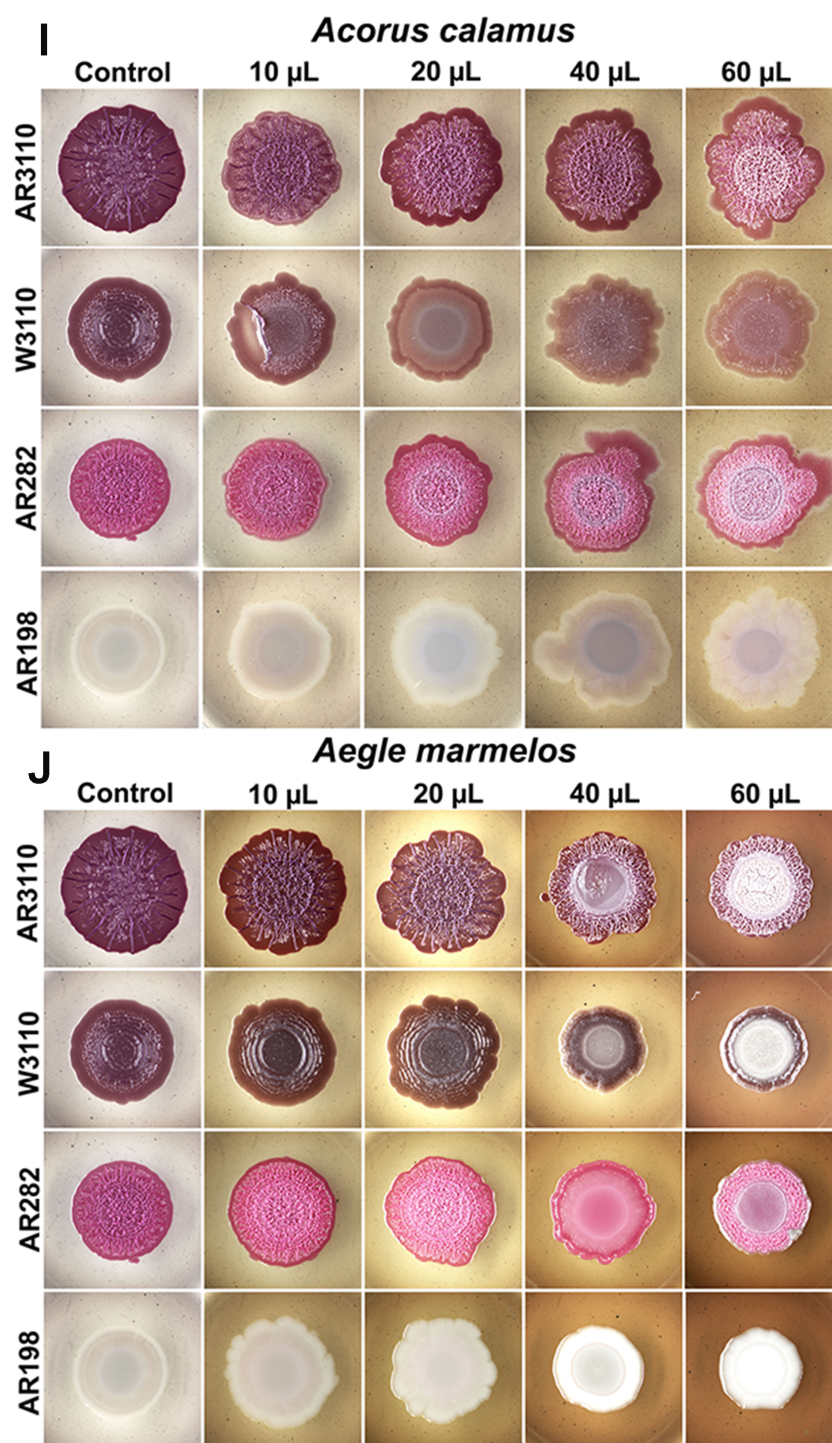 I
Acorus calamus
Control 10 µL 20 µL 40 µL 60 µL
AR3110
W3110
AR282
AR198
J
Aegle marmelos
Control 10 µL 20 µL 40 µL 60 µL
AR3110
W3110
AR282
AR198